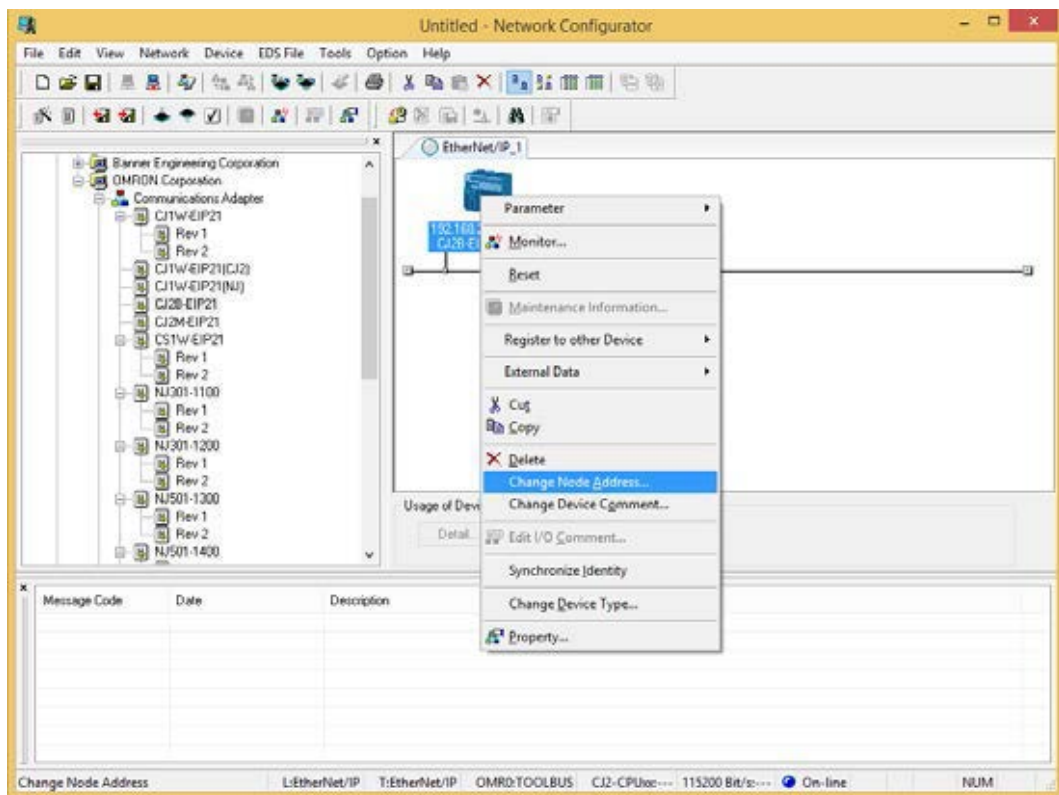 Untitled - Network Configurator
File Edit View Network Device EDS File Tools Option Help
EtherNet/IP_1
Banner Engineering Corporation
OMRON Corporation
Communications Adapter
CJ1W-EIP21
Rev 1
Rev 2
CJ1W-EIP21(CJ2)
CJ1W-EIP21(NJ)
CJ2B-EIP21
CJ2M-EIP21
CS1W-EIP21
Rev 1
Rev 2
NJ301-1100
Rev 1
Rev 2
NJ301-1200
Rev 1
Rev 2
NJ501-1300
Rev 1
Rev 2
NJ501-1400
192.168.
CJ2B-EI
Parameter
Monitor...
Reset
Maintenance Information...
Register to other Device
External Data
Cut
Copy
Delete
Change Node Address...
Change Device Comment...
Edit I/O Comment...
Synchronize Identity
Change Device Type...
Property...
Usage of Devi
Detail..
Message Code Date Description
Change Node Address L:EtherNet/IP T:EtherNet/IP OMR0:TOOLBUS 115200 Bit/s:--- On-line NUM